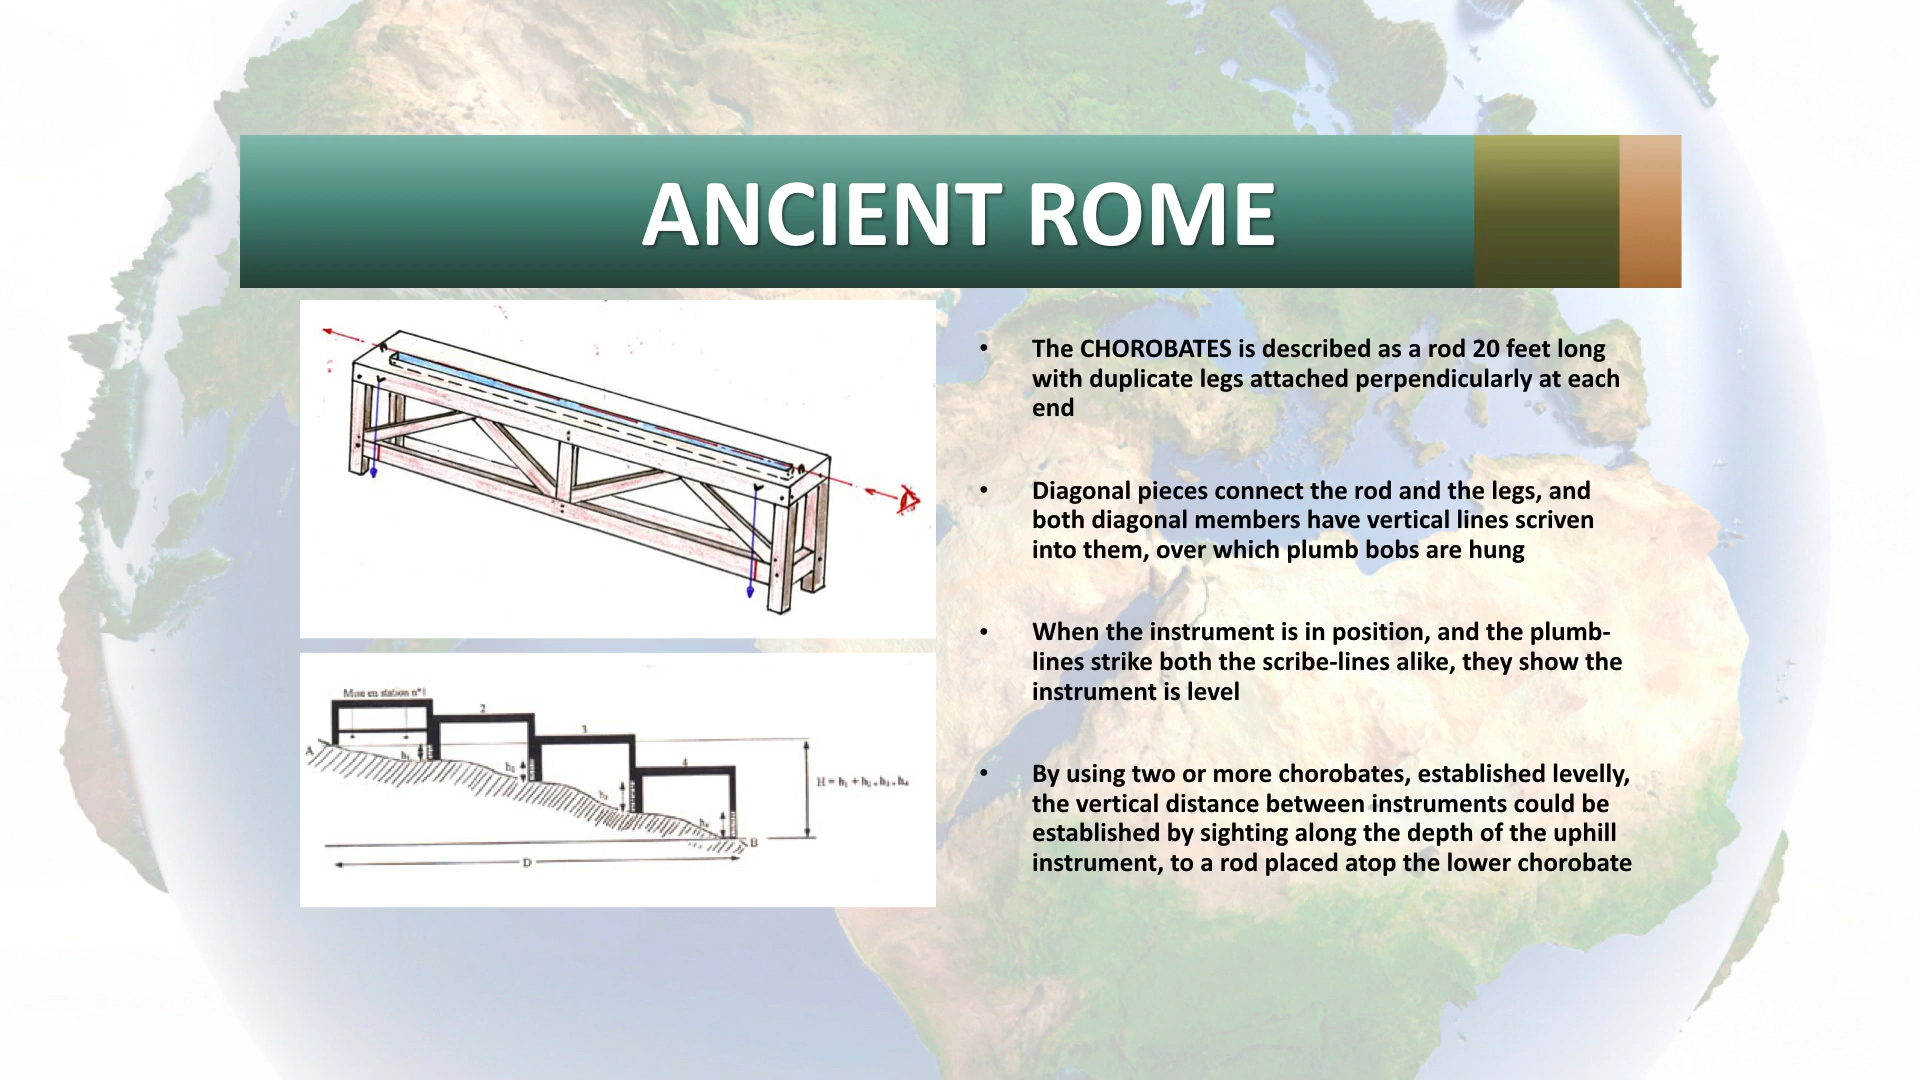 ANCIENT ROME
Mise en station n°1
2
3
4
A
h₁
h₂
h₃
h₄
H = h₁ + h₂ + h₃ + h₄
B
D
• The CHOROBATES is described as a rod 20 feet long
with duplicate legs attached perpendicularly at each
end
• Diagonal pieces connect the rod and the legs, and
both diagonal members have vertical lines scriven
into them, over which plumb bobs are hung
• When the instrument is in position, and the plumb-
lines strike both the scribe-lines alike, they show the
instrument is level
• By using two or more chorobates, established levelly,
the vertical distance between instruments could be
established by sighting along the depth of the uphill
instrument, to a rod placed atop the lower chorobate